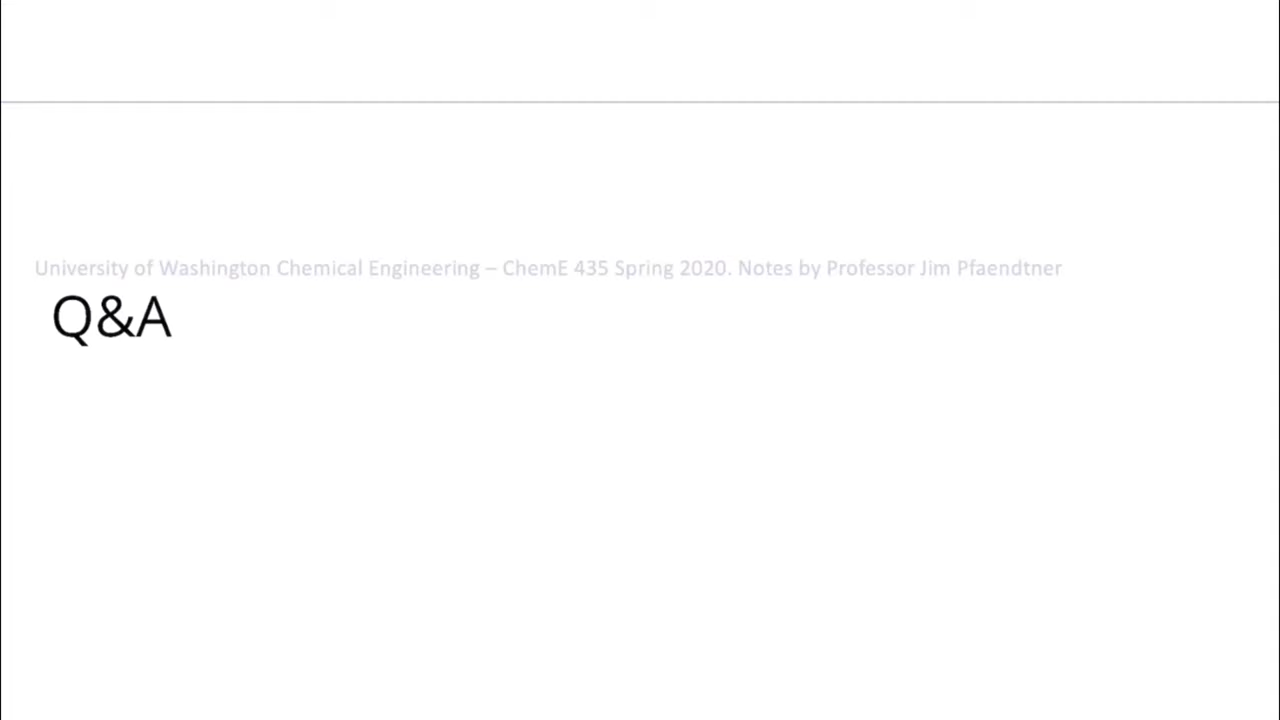 University of Washington Chemical Engineering – ChemE 435 Spring 2020. Notes by Professor Jim Pfaendtner
Q&A